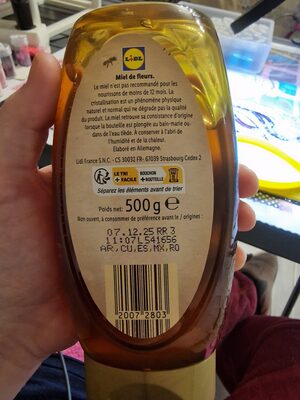 LIDL
Miel de fleurs.
Le miel n'est pas recommandé pour les
nourrissons de moins de 12 mois. La
cristallisation est un phénomène physique
naturel et normal qui ne dégrade pas la qualité
du produit. Le miel retrouve sa consistance d'origine
lorsque la bouteille est plongée au bain-marie ou
dans de l'eau tiède. À conserver à l'abri de
l'humidité et de la chaleur.
Élaboré en Allemagne.
Lidl France S.N.C. - CS 30032 FR- 67039 Strasbourg Cedex 2
LE TRI
+ FACILE
BOUCHON
+ BOUTEILLE
Séparez les éléments avant de trier
Poids net: 500 g e
Non ouvert, à consommer de préférence avant le / origines :
07.12.25 RR 3
11:07L541656
AR,CU,ES,MX,RO
2007 2803